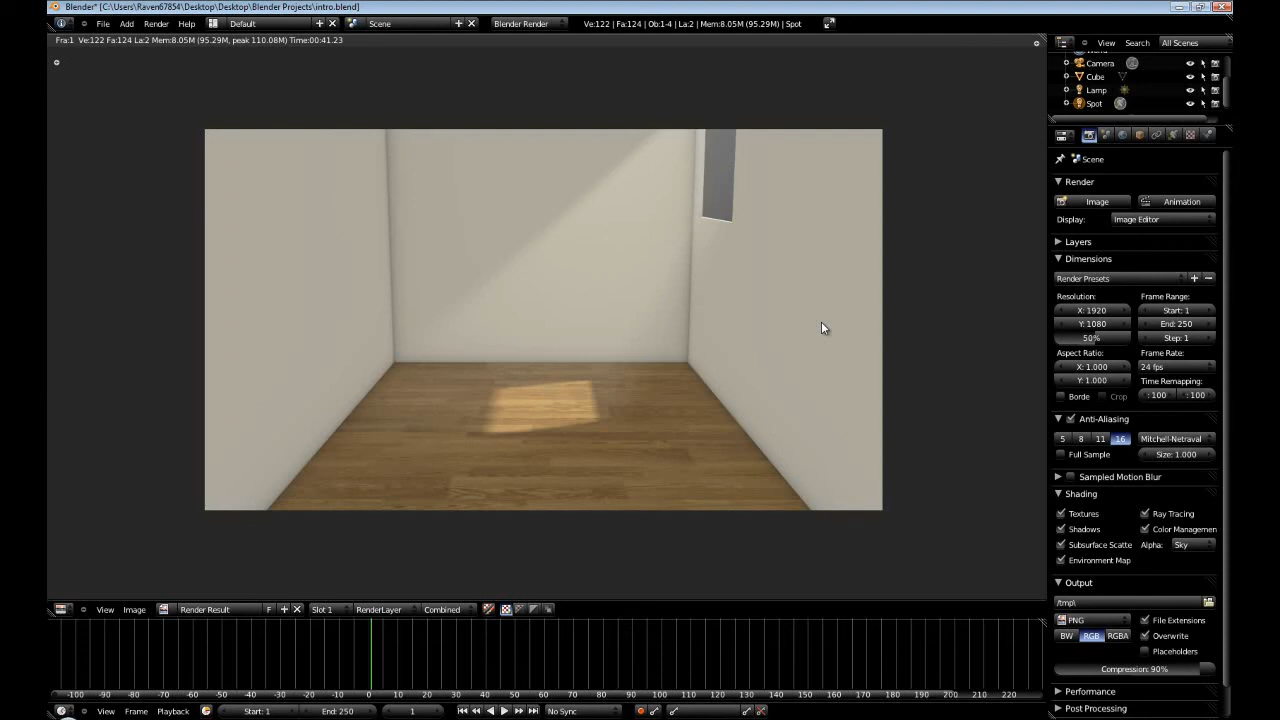 Blender* [C:\Users\Raven67854\Desktop\Desktop\Blender Projects\intro.blend]
File Add Render Help Default Scene Blender Render Ve:122 | Fa:124 | Ob:1-4 | La:2 | Mem:8.05M (95.29M) | Spot
Fra:1 Ve:122 Fa:124 La:2 Mem:8.05M (95.29M, peak 110.08M) Time:00:41.23
View Search All Scenes
Camera
Cube
Lamp
Spot
Scene
Render
Image Animation
Display: Image Editor
Layers
Dimensions
Render Presets
Resolution: Frame Range:
X: 1920 Start: 1
Y: 1080 End: 250
50% Step: 1
Aspect Ratio: Frame Rate:
X: 1.000 24 fps
Y: 1.000 Time Remapping:
Borde Crop : 100 : 100
Anti-Aliasing
5 8 11 16 Mitchell-Netraval
Full Sample Size: 1.000
Sampled Motion Blur
Shading
Textures Ray Tracing
Shadows Color Managemen
Subsurface Scatte Alpha: Sky
Environment Map
Output
/tmp\
PNG File Extensions
BW RGB RGBA Overwrite
Placeholders
Compression: 90%
Performance
Post Processing
View Image Render Result F Slot 1 RenderLayer Combined
-100 -90 -80 -70 -60 -50 -40 -30 -20 -10 0 10 20 30 40 50 60 70 80 90 100 110 120 130 140 150 160 170 180 190 200 210 220
View Frame Playback Start: 1 End: 250 1 No Sync